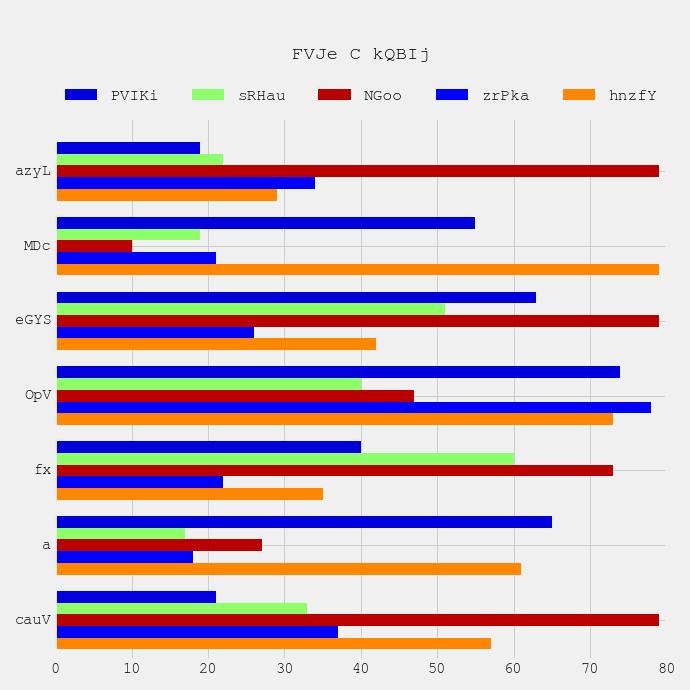 FVJe C kQBIj
PVIKi sRHau NGoo zrPka hnzfY
azyL
MDc
eGYS
OpV
fx
a
cauV
0 10 20 30 40 50 60 70 80